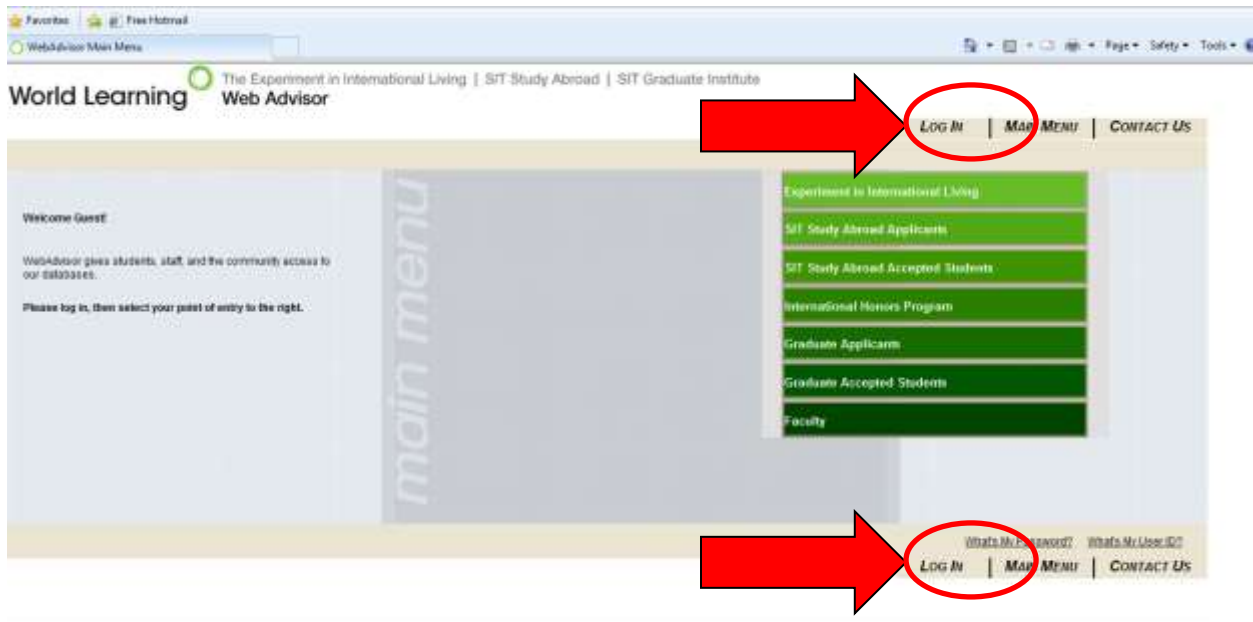 Favorites Free Hotmail
WebAdvisor Main Menu
Page Safety Tools
The Experiment in International Living | SIT Study Abroad | SIT Graduate Institute
World Learning Web Advisor
LOG IN | MAIN MENU | CONTACT US
main menu
Experiment in International Living
Welcome Guest!
SIT Study Abroad Applicants
WebAdvisor gives students, staff, and the community access to
our databases.
SIT Study Abroad Accepted Students
Please log in, then select your point of entry to the right.
International Honors Program
Graduate Applicants
Graduate Accepted Students
Faculty
What's My Password? What's My User ID?
LOG IN | MAIN MENU | CONTACT US